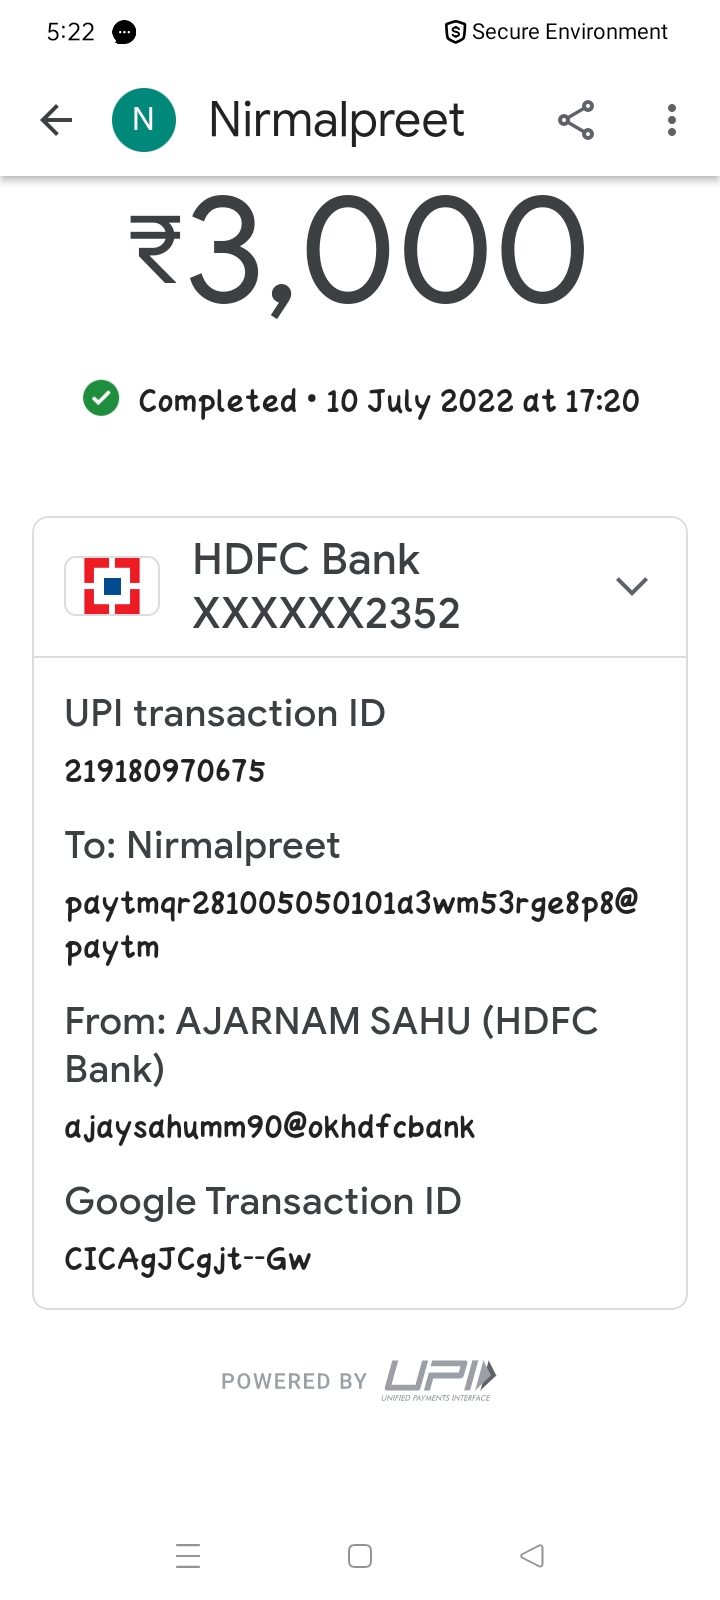 5:22 Secure Environment
N Nirmalpreet
₹3,000
Completed • 10 July 2022 at 17:20
HDFC Bank
XXXXXX2352
UPI transaction ID
219180970675
To: Nirmalpreet
paytmqr281005050101a3wm53rge8p8@
paytm
From: AJARNAM SAHU (HDFC
Bank)
ajaysahumm90@okhdfcbank
Google Transaction ID
CICAgJCgjt--Gw
POWERED BY UPI
UNIFIED PAYMENTS INTERFACE